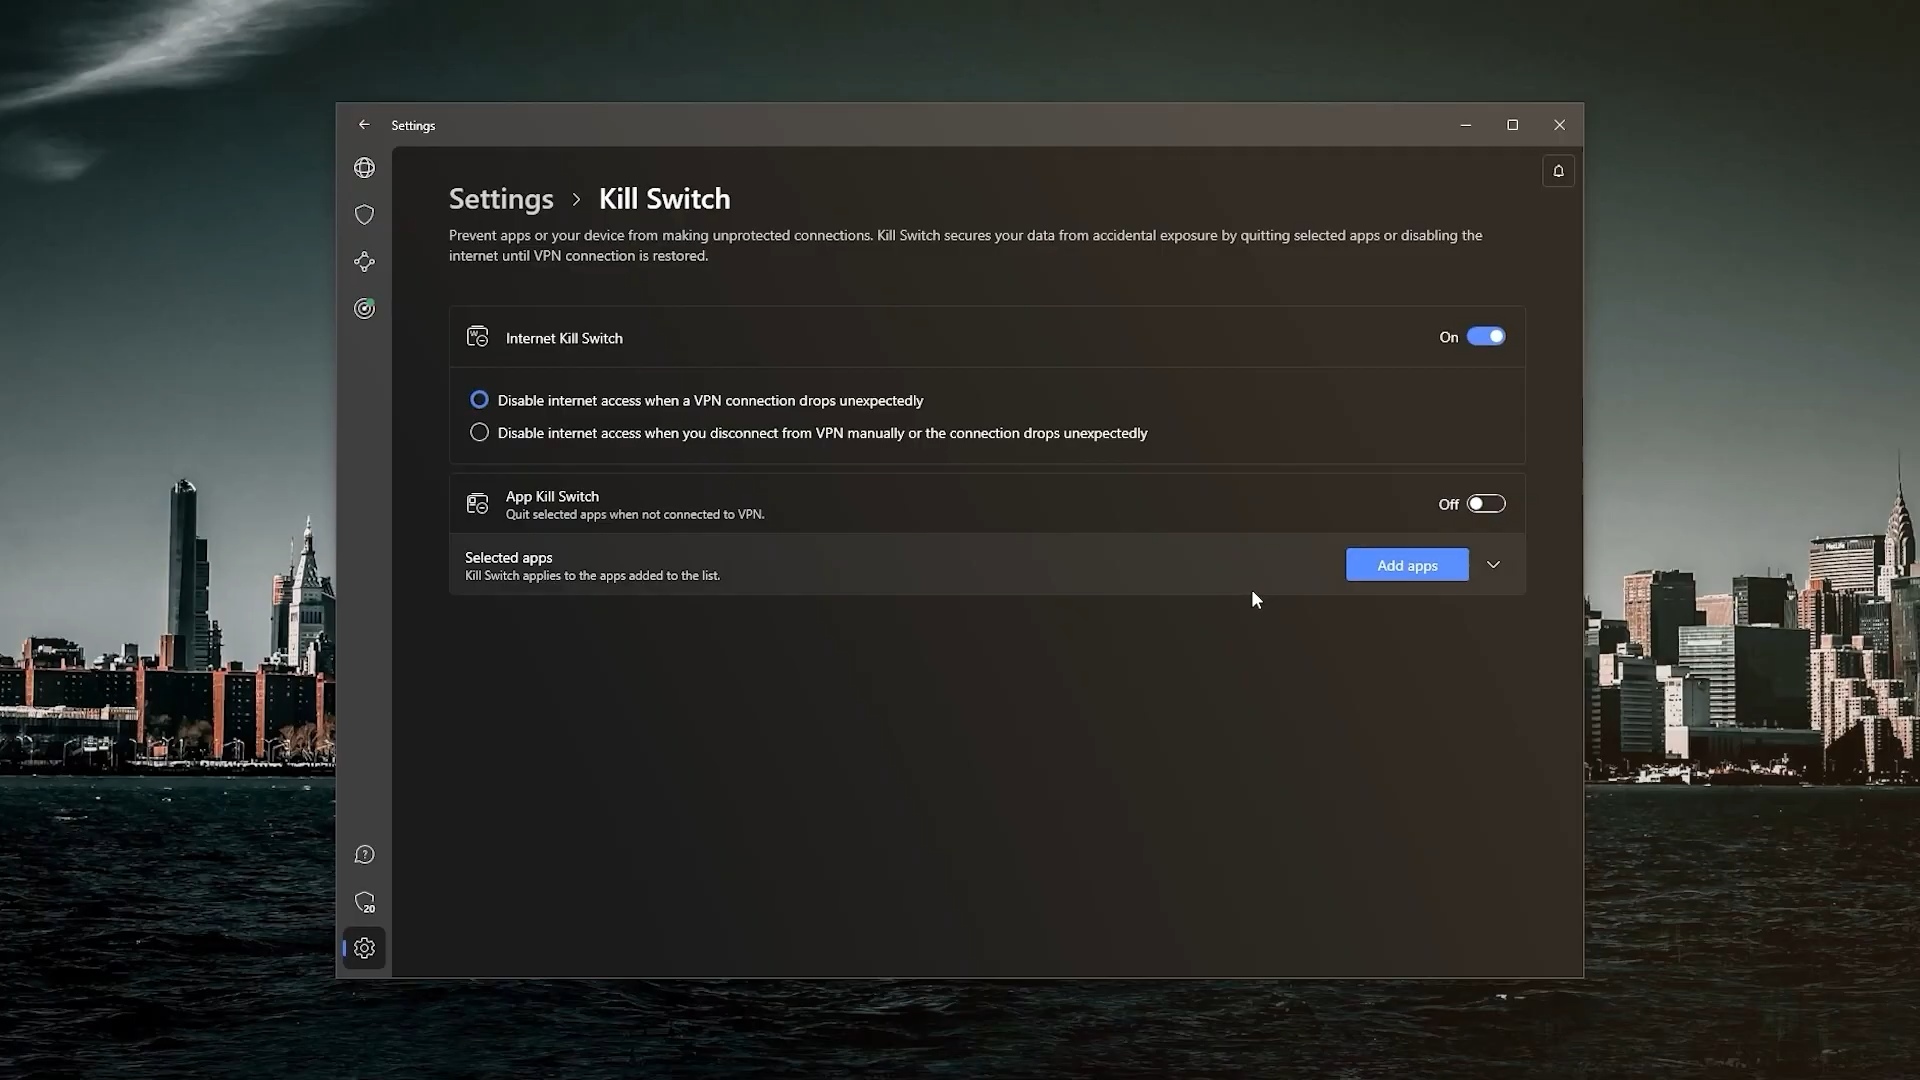 Settings
Settings > Kill Switch
Prevent apps or your device from making unprotected connections. Kill Switch secures your data from accidental exposure by quitting selected apps or disabling the
internet until VPN connection is restored.
Internet Kill Switch
On
Disable internet access when a VPN connection drops unexpectedly
Disable internet access when you disconnect from VPN manually or the connection drops unexpectedly
App Kill Switch
Quit selected apps when not connected to VPN.
Off
Selected apps
Kill Switch applies to the apps added to the list.
Add apps
20
MetLife